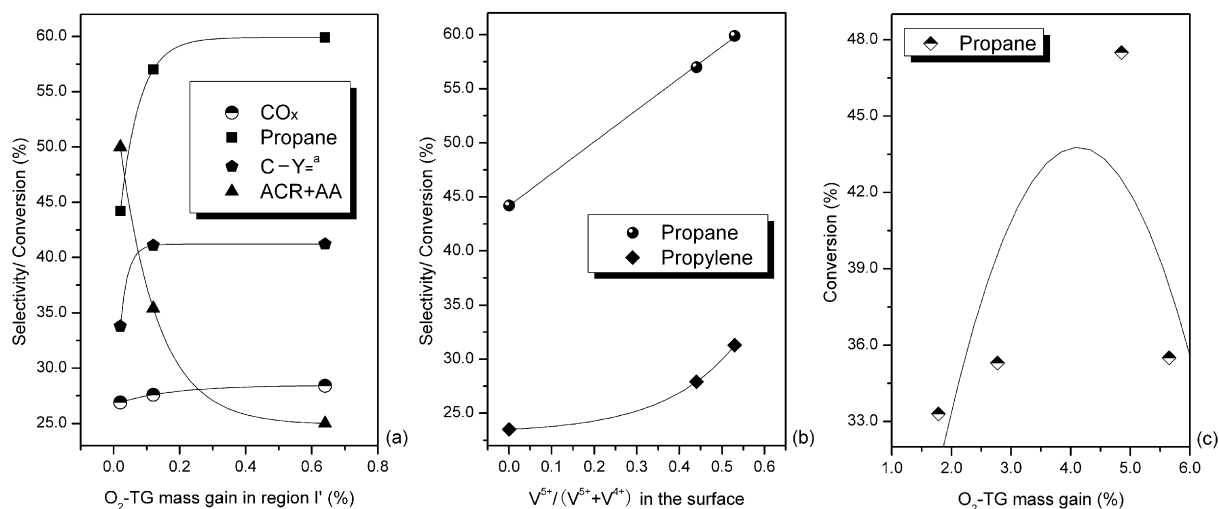 60.0
55.0
50.0
45.0
40.0
35.0
30.0
25.0
Selectivity/ Conversion (%)
COx
Propane
C−Y=ᵃ
ACR+AA
0.0 0.2 0.4 0.6 0.8
O₂-TG mass gain in region I' (%)
(a)
60.0
55.0
50.0
45.0
40.0
35.0
30.0
25.0
Selectivity/ Conversion (%)
Propane
Propylene
0.0 0.1 0.2 0.3 0.4 0.5 0.6
V⁵⁺/(V⁵⁺+V⁴⁺) in the surface
(b)
48.0
45.0
42.0
39.0
36.0
33.0
Conversion (%)
Propane
1.0 2.0 3.0 4.0 5.0 6.0
O₂-TG mass gain (%)
(c)